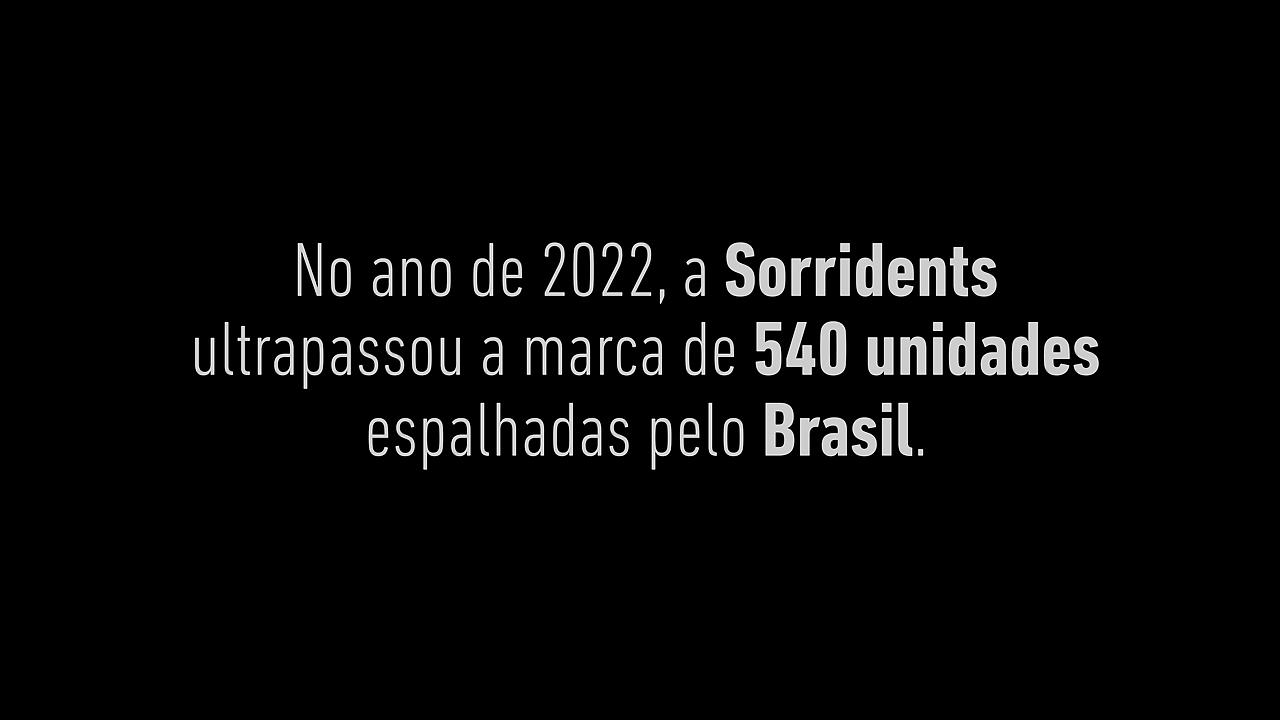 No ano de 2022, a Sorridents
ultrapassou a marca de 540 unidades
espalhadas pelo Brasil.